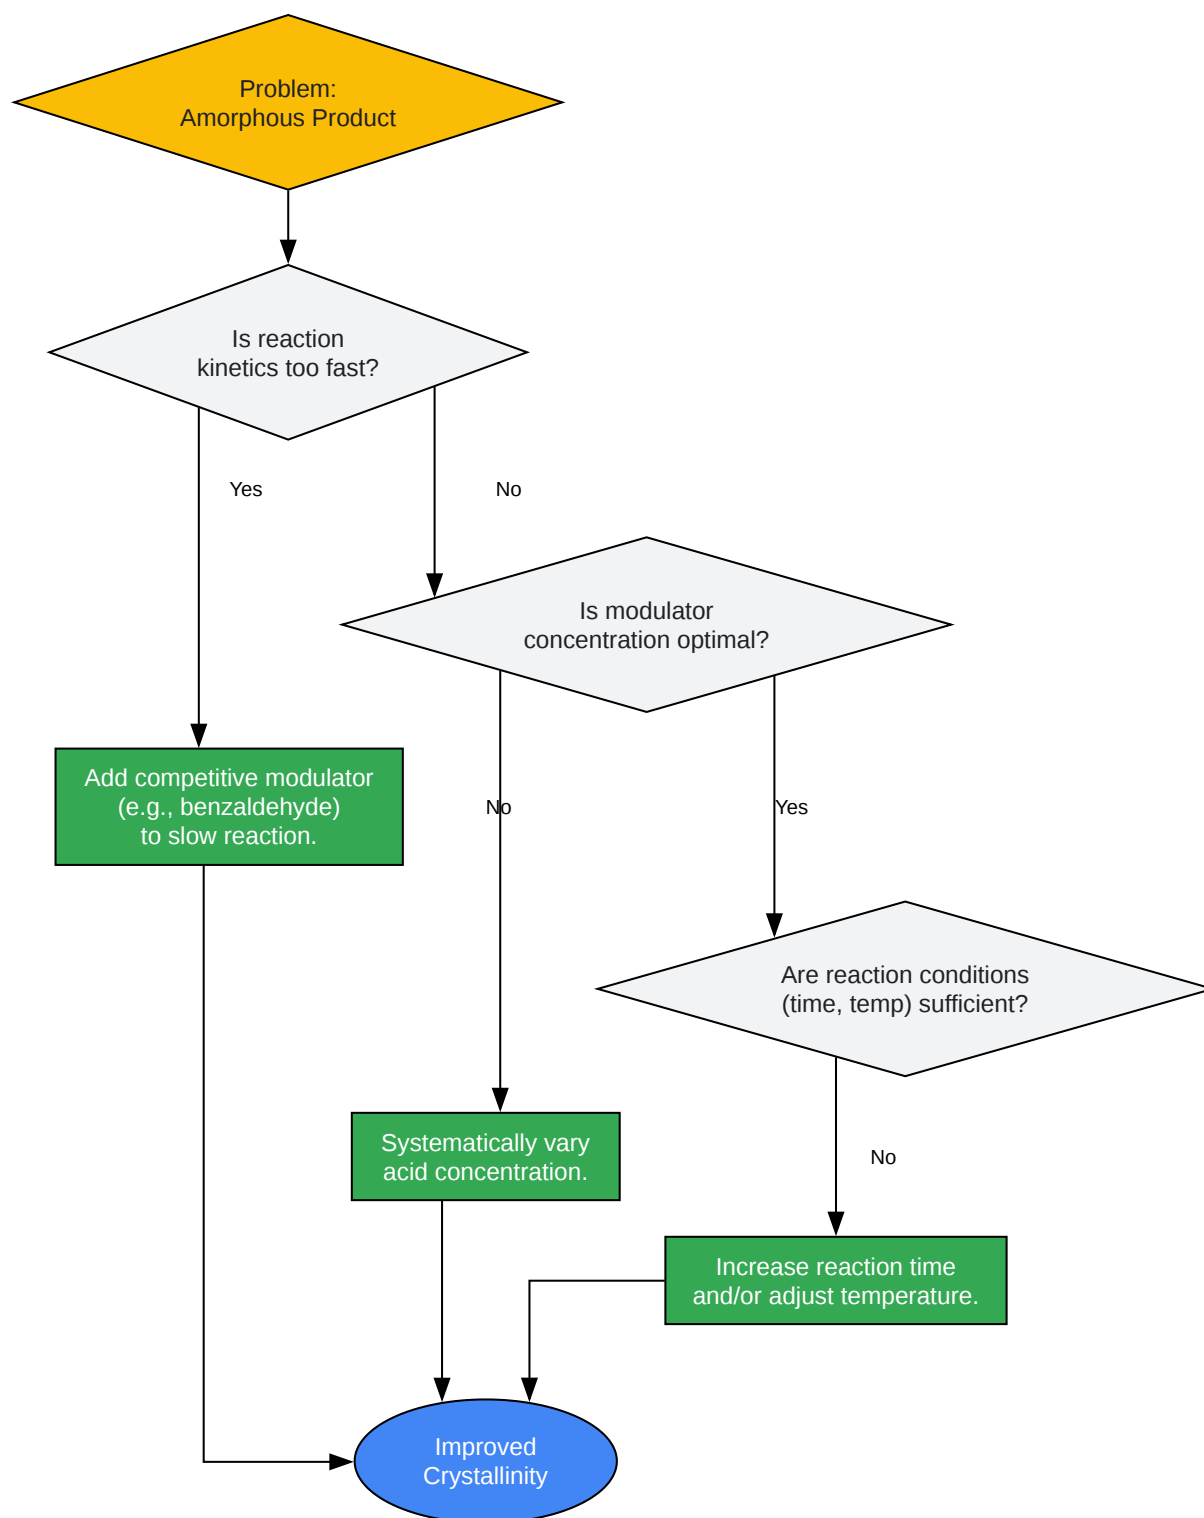 Problem:
Amorphous Product
Is reaction
kinetics too fast?
Yes
No
Is modulator
concentration optimal?
Add competitive modulator
(e.g., benzaldehyde)
to slow reaction.
No
Yes
Are reaction conditions
(time, temp) sufficient?
Systematically vary
acid concentration.
No
Increase reaction time
and/or adjust temperature.
Improved
Crystallinity